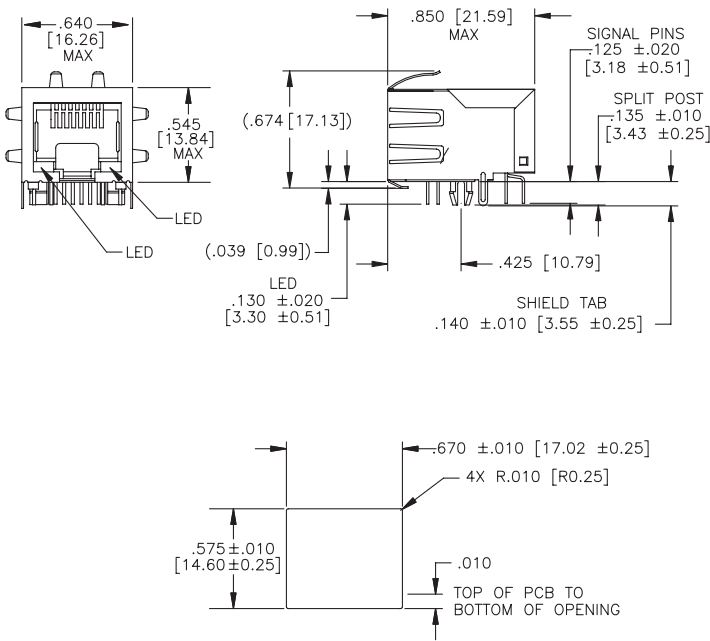 .640
[16.26]
MAX
.850 [21.59]
MAX
SIGNAL PINS
.125 ±.020
[3.18 ±0.51]
SPLIT POST
.135 ±.010
[3.43 ±0.25]
.545
[13.84]
MAX
(.674 [17.13])
LED
LED
(.039 [0.99])
.425 [10.79]
LED
.130 ±.020
[3.30 ±0.51]
SHIELD TAB
.140 ±.010 [3.55 ±0.25]
.670 ±.010 [17.02 ±0.25]
4X R.010 [R0.25]
.575±.010
[14.60±0.25]
.010
TOP OF PCB TO
BOTTOM OF OPENING